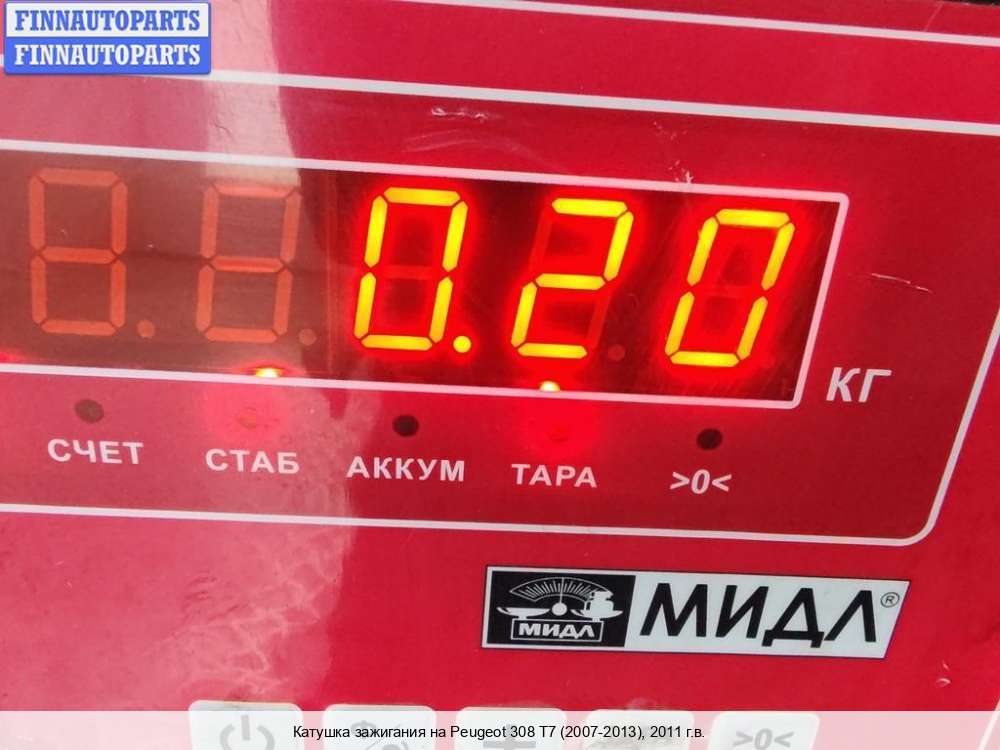 FINNAUTOPARTS
FINNAUTOPARTS
0.20
КГ
СЧЕТ СТАБ АККУМ ТАРА >0<
МИДЛ МИДЛ®
>0<
Катушка зажигания на Peugeot 308 T7 (2007-2013), 2011 г.в.